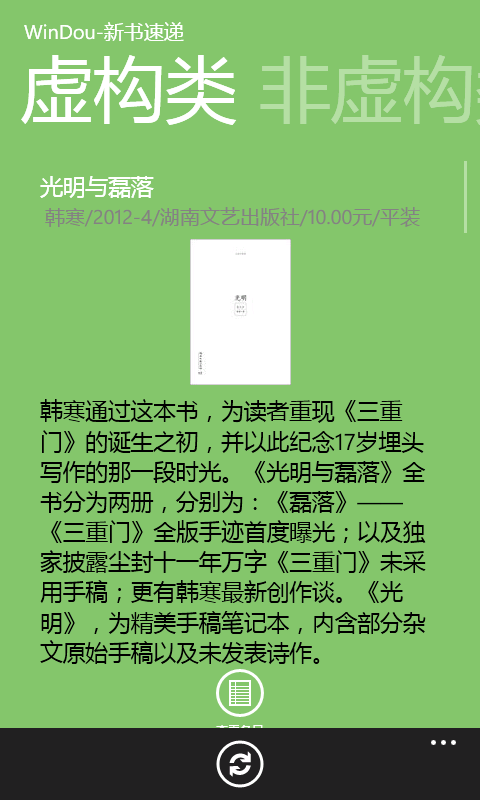 WinDou-新书速递
虚构类 非虚构类
光明与磊落
韩寒/2012-4/湖南文艺出版社/10.00元/平装
光明
韩寒通过这本书，为读者重现《三重
门》的诞生之初，并以此纪念17岁埋头
写作的那一段时光。《光明与磊落》全
书分为两册，分别为：《磊落》——
《三重门》全版手迹首度曝光；以及独
家披露尘封十一年万字《三重门》未采
用手稿；更有韩寒最新创作谈。《光
明》，为精美手稿笔记本，内含部分杂
文原始手稿以及未发表诗作。